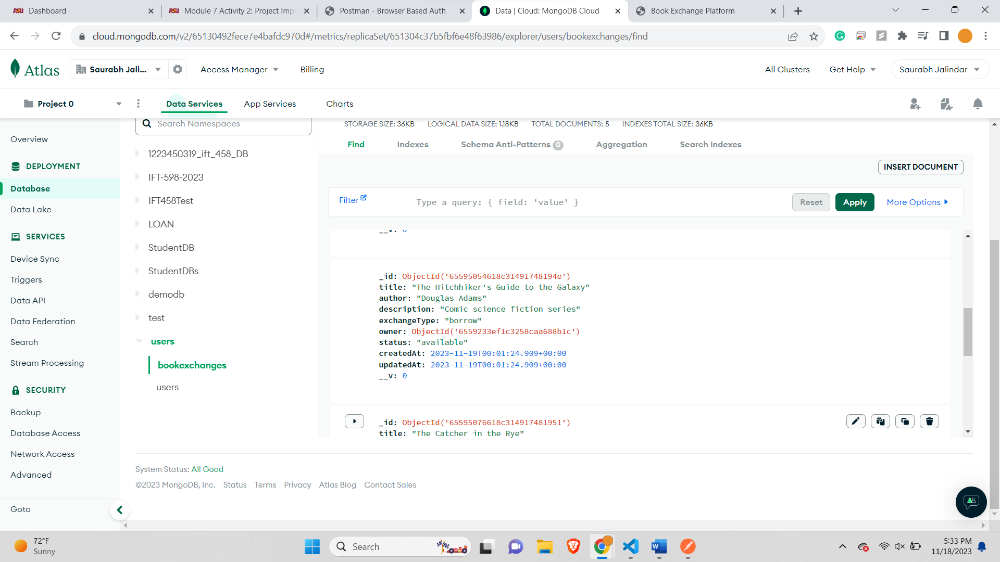 Dashboard
Module 7 Activity 2: Project Impl
Postman - Browser Based Auth
Data | Cloud: MongoDB Cloud
Book Exchange Platform
cloud.mongodb.com/v2/65130492fece7e4bafdc970d#/metrics/replicaSet/651304c37b5fbf6e48f63986/explorer/users/bookexchanges/find
Atlas
Saurabh Jali...
Access Manager
Billing
All Clusters
Get Help
Saurabh Jalindar
Project 0
Data Services
App Services
Charts
Overview
DEPLOYMENT
Database
Data Lake
SERVICES
Device Sync
Triggers
Data API
Data Federation
Search
Stream Processing
SECURITY
Backup
Database Access
Network Access
Advanced
Goto
Search Namespaces
1223450319_ift_458_DB
IFT-598-2023
IFT458Test
LOAN
StudentDB
StudentDBs
demodb
test
users
bookexchanges
users
STORAGE SIZE: 36KB LOGICAL DATA SIZE: 1.18KB TOTAL DOCUMENTS: 5 INDEXES TOTAL SIZE: 36KB
Find Indexes Schema Anti-Patterns 0 Aggregation Search Indexes
INSERT DOCUMENT
Filter
Type a query: { field: 'value' }
Reset
Apply
More Options
__v: 0
_id: ObjectId('65595054618c31491748194e')
title: "The Hitchhiker's Guide to the Galaxy"
author: "Douglas Adams"
description: "Comic science fiction series"
exchangeType: "borrow"
owner: ObjectId('6559233ef1c3258caa688b1c')
status: "available"
createdAt: 2023-11-19T00:01:24.909+00:00
updatedAt: 2023-11-19T00:01:24.909+00:00
__v: 0
_id: ObjectId('65595076618c314917481951')
title: "The Catcher in the Rye"
System Status: All Good
©2023 MongoDB, Inc. Status Terms Privacy Atlas Blog Contact Sales
72°F
Sunny
Search
5:33 PM
11/18/2023